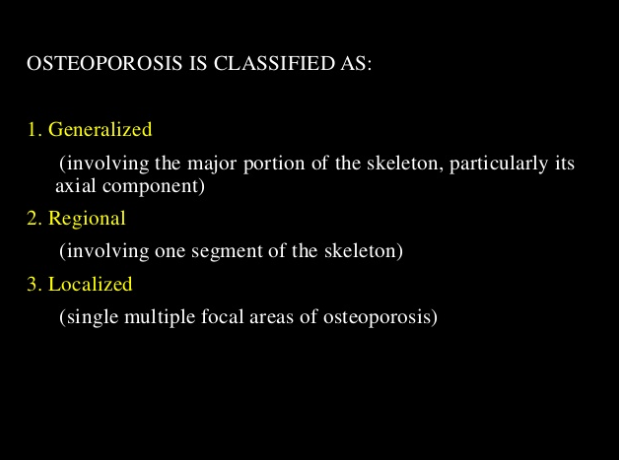 OSTEOPOROSIS IS CLASSIFIED AS:
1. Generalized
(involving the major portion of the skeleton, particularly its
axial component)
2. Regional
(involving one segment of the skeleton)
3. Localized
(single multiple focal areas of osteoporosis)